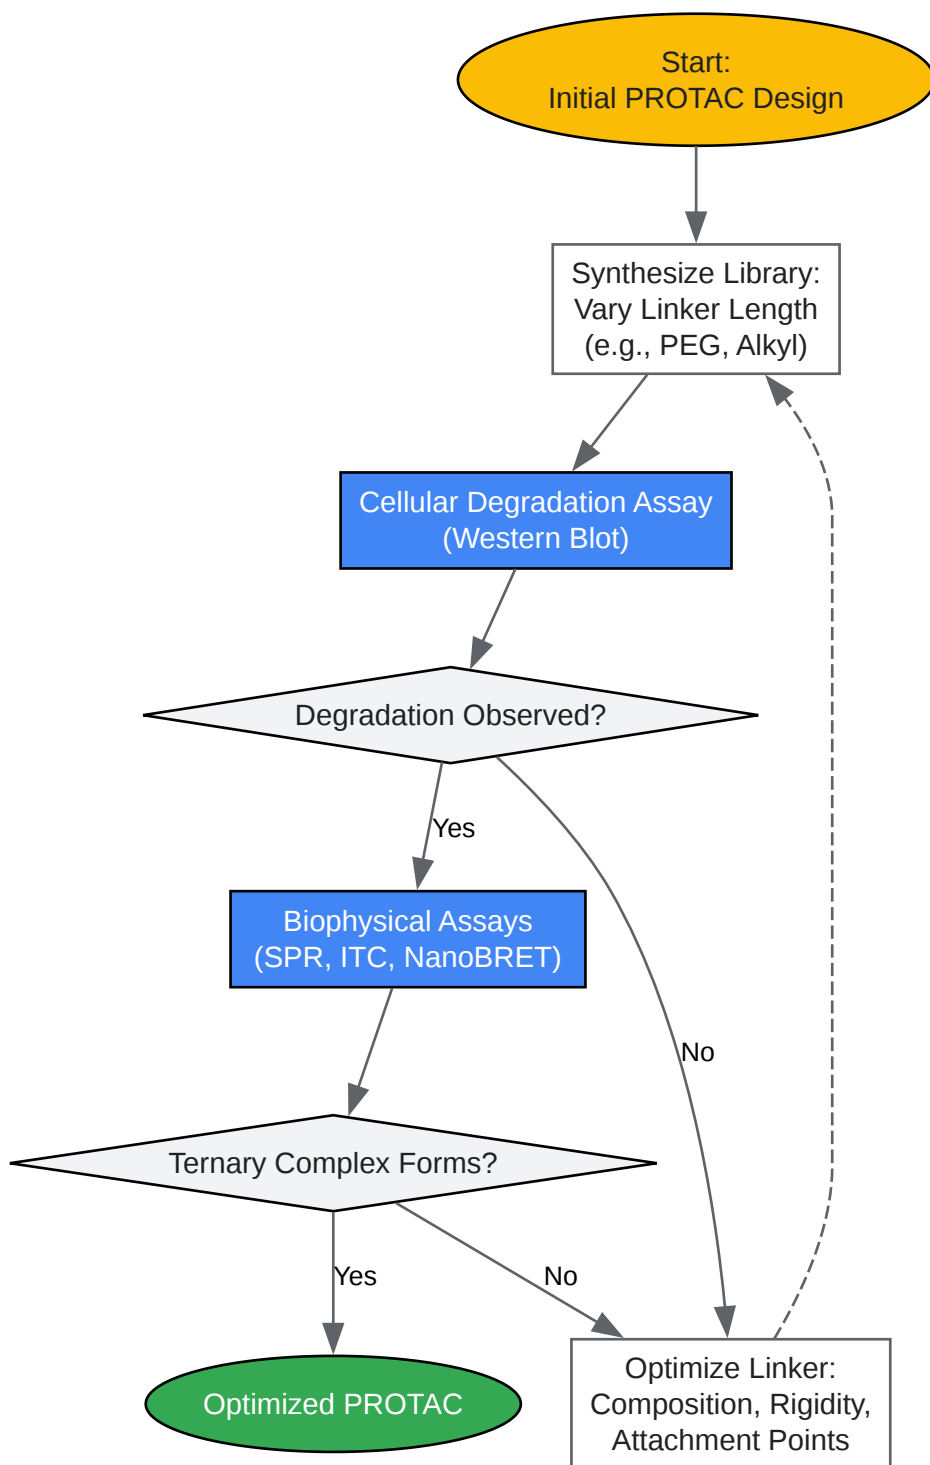 Start:
Initial PROTAC Design
Synthesize Library:
Vary Linker Length
(e.g., PEG, Alkyl)
Cellular Degradation Assay
(Western Blot)
Degradation Observed?
Yes
Biophysical Assays
(SPR, ITC, NanoBRET)
No
Ternary Complex Forms?
Yes
No
Optimized PROTAC
Optimize Linker:
Composition, Rigidity,
Attachment Points